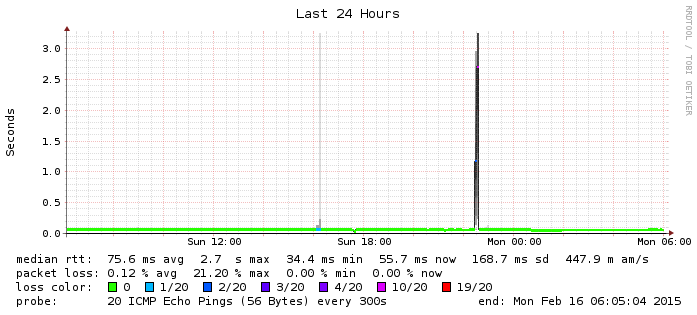 Last 24 Hours
RRDTOOL / TOBI OETIKER
Seconds
3.0
2.5
2.0
1.5
1.0
0.5
0.0
Sun 12:00 Sun 18:00 Mon 00:00 Mon 06:00
median rtt: 75.6 ms avg 2.7 s max 34.4 ms min 55.7 ms now 168.7 ms sd 447.9 m am/s
packet loss: 0.12 % avg 21.20 % max 0.00 % min 0.00 % now
loss color: 0 1/20 2/20 3/20 4/20 10/20 19/20
probe: 20 ICMP Echo Pings (56 Bytes) every 300s end: Mon Feb 16 06:05:04 2015